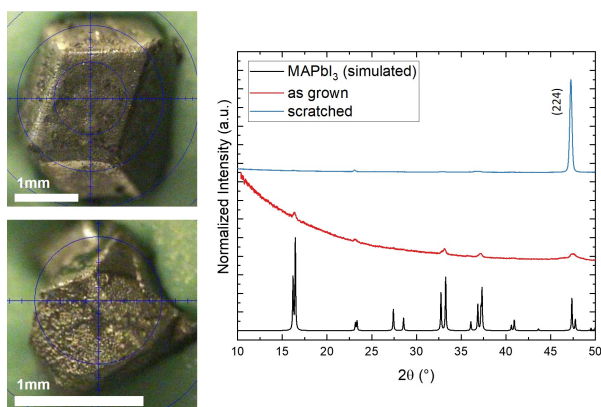 1mm
1mm
MAPbI₃ (simulated)
as grown
scratched
(224)
Normalized Intensity (a.u.)
10 15 20 25 30 35 40 45 50
2θ (°)